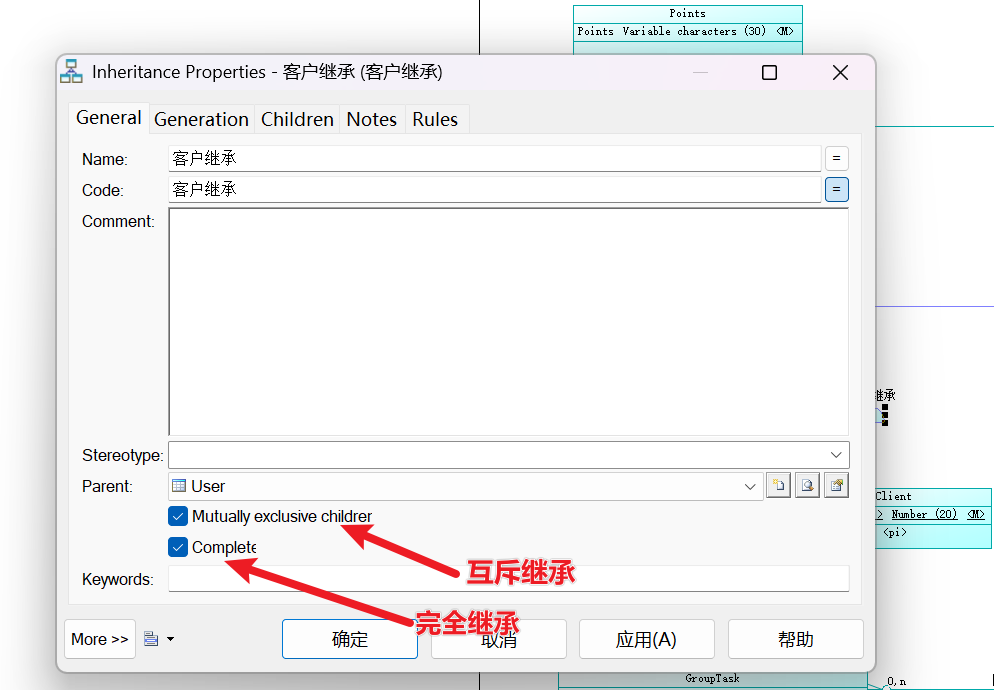 Points
Points Variable characters (30) <M>
Inheritance Properties - 客户继承 (客户继承)
General Generation Children Notes Rules
Name: 客户继承 =
Code: 客户继承 =
Comment:
继承
Stereotype:
Parent: User
Client
> Number (20) <M>
<pi>
Mutually exclusive children
Complete
互斥继承
Keywords:
完全继承
More >> 确定 取消 应用(A) 帮助
GroupTask
0,n